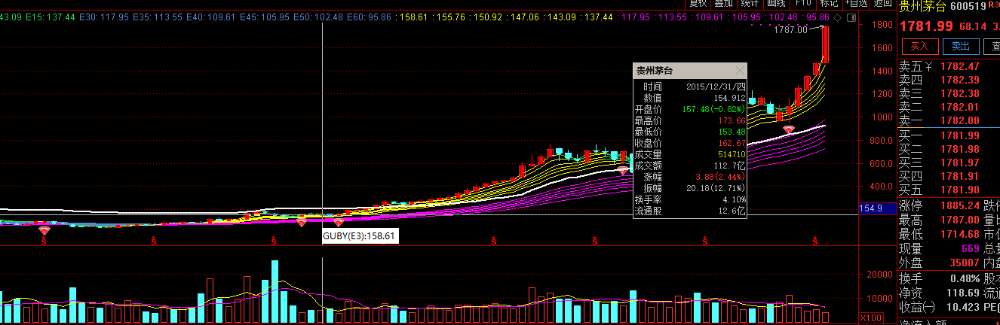 复权 叠加 统计 画线 F10 标记 +自选 返回
43.09 E15: 137.44 E30: 117.95 E35: 113.55 E40: 109.61 E45: 105.95 E50: 102.48 E60: 95.86 :158.61 :155.76 :150.92 :147.06 :143.09 :137.44 :117.95 :113.55 :109.61 :105.95 :102.48 :95.86
1787.00
1800
1600
1400
1200
1000
800.0
600.0
400.0
154.9
贵州茅台
时间 2015/12/31/四
数值 154.912
开盘价 157.48(-0.82%)
最高价 173.66
最低价 153.48
收盘价 162.67
成交量 514710
成交额 112.7亿
涨幅 3.88(2.44%)
振幅 20.18(12.71%)
换手率 4.10%
流通股 12.6亿
GUBY(E3):158.61
S S S S S S S
20000
10000
X100
贵州茅台 600519 R
1781.99 68.14 3.
买入 卖出 查
卖五 ¥ 1782.47
卖四 1782.39
卖三 1782.38
卖二 1782.01
卖一 1782.00
买一 1781.99
买二 1781.98
买三 1781.97
买四 1781.91
买五 1781.90
涨停 1885.24 跌停
最高 1787.00 量比
最低 1714.68 市值
现量 669 总量
外盘 35007 内盘
换手 0.48% 股本
净资 118.69 流通
收益㈠ 10.423 PE(
净流入额